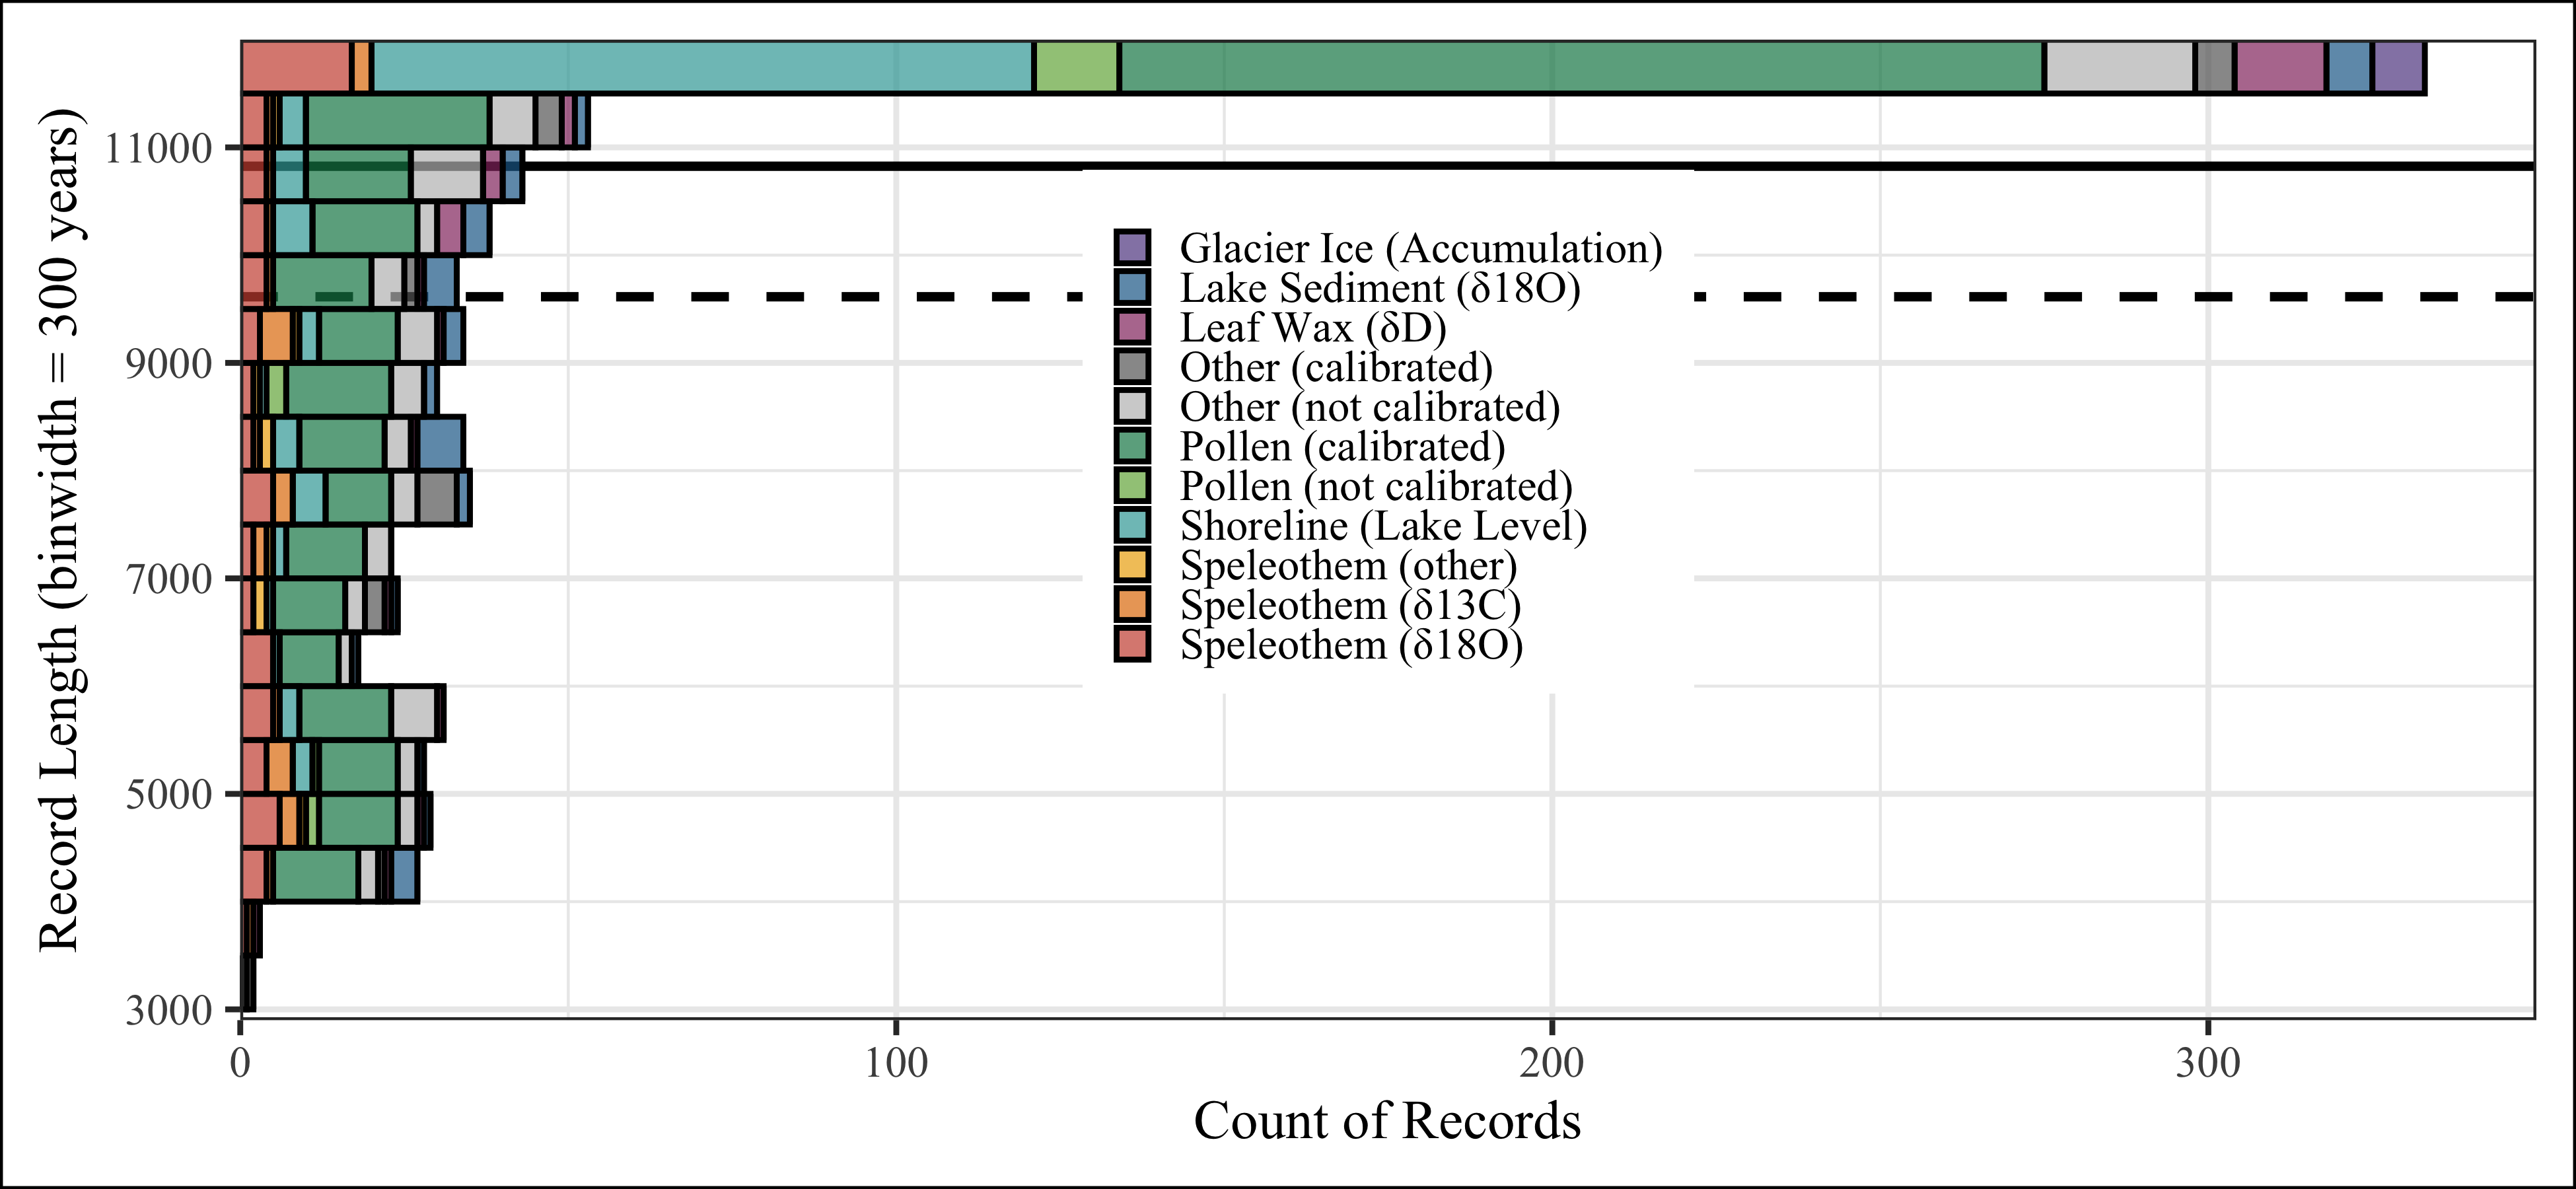 Record Length (binwidth = 300 years)
11000
9000
7000
5000
3000
Glacier Ice (Accumulation)
Lake Sediment (δ18O)
Leaf Wax (δD)
Other (calibrated)
Other (not calibrated)
Pollen (calibrated)
Pollen (not calibrated)
Shoreline (Lake Level)
Speleothem (other)
Speleothem (δ13C)
Speleothem (δ18O)
0 100 200 300
Count of Records